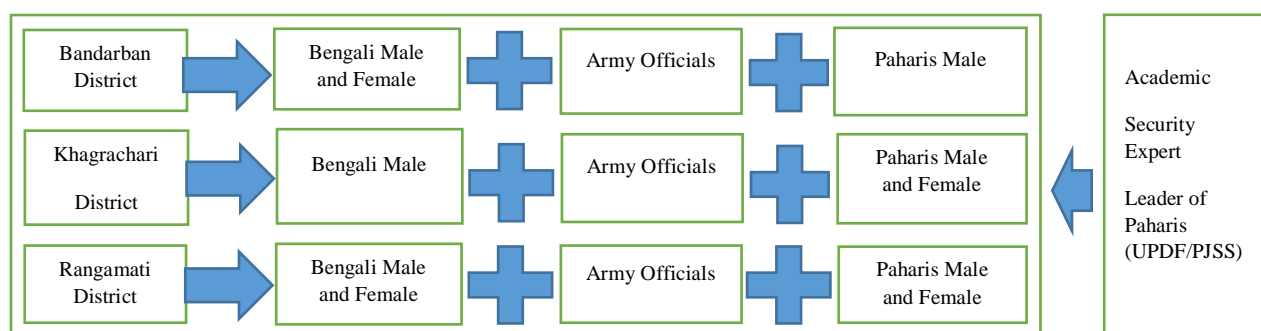 Bandarban
District
Bengali Male
and Female
Army Officials
Paharis Male
Khagrachari
District
Bengali Male
Army Officials
Paharis Male
and Female
Rangamati
District
Bengali Male
and Female
Army Officials
Paharis Male
and Female
Academic
Security
Expert
Leader of
Paharis
(UPDF/PJSS)